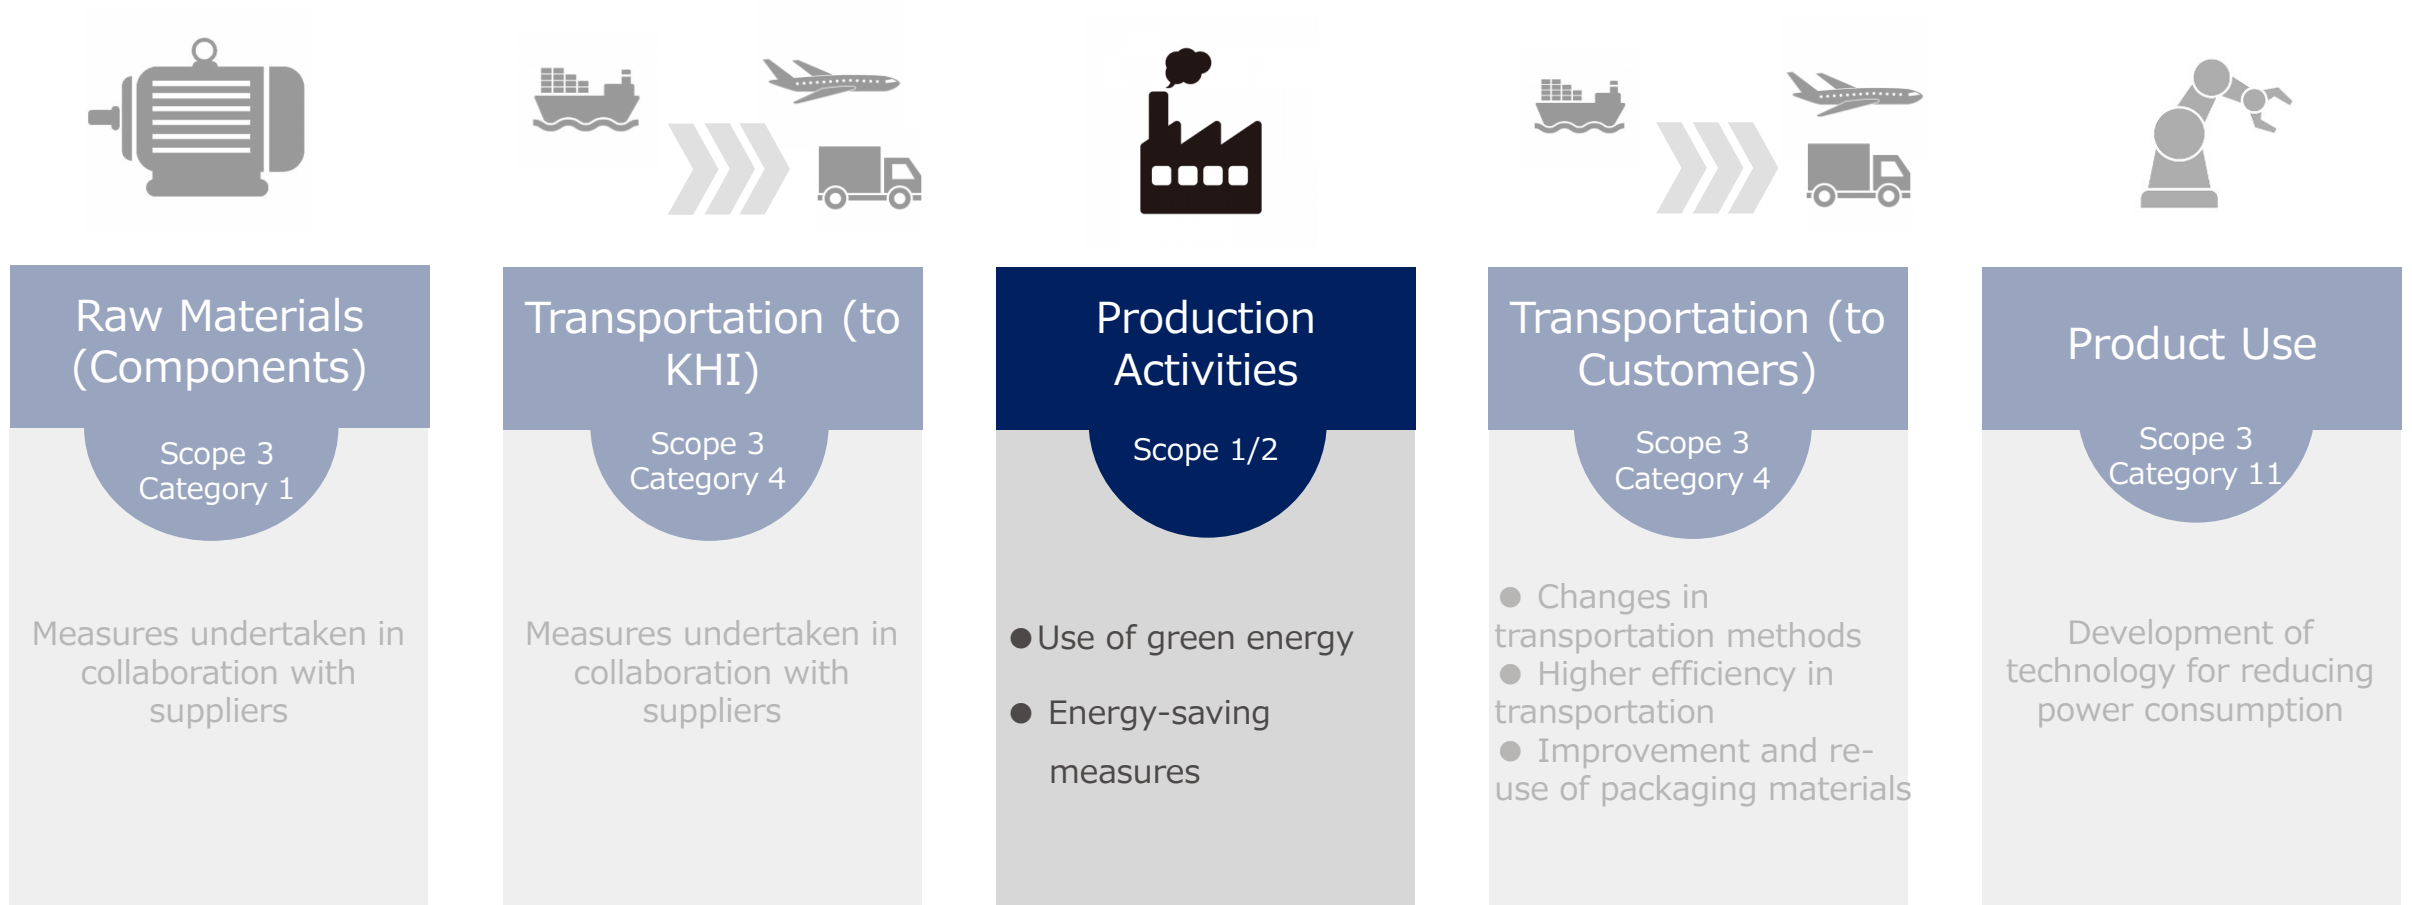 Raw Materials
(Components)
Scope 3
Category 1
Measures undertaken in
collaboration with
suppliers
Transportation (to
KHI)
Scope 3
Category 4
Measures undertaken in
collaboration with
suppliers
Production
Activities
Scope 1/2
●Use of green energy
● Energy-saving
measures
Transportation (to
Customers)
Scope 3
Category 4
● Changes in
transportation methods
● Higher efficiency in
transportation
● Improvement and re-
use of packaging materials
Product Use
Scope 3
Category 11
Development of
technology for reducing
power consumption